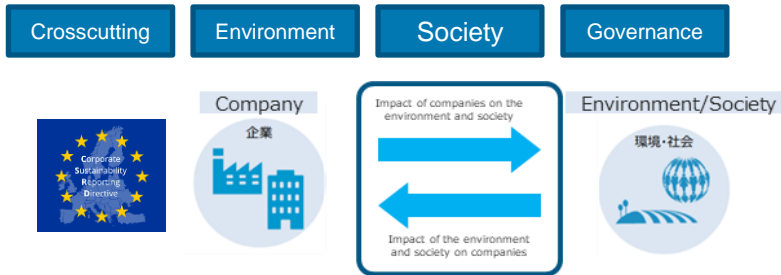 Crosscutting
Environment
Society
Governance
Corporate
Sustainability
Reporting
Directive
Company
企業
Impact of companies on the
environment and society
Impact of the environment
and society on companies
Environment/Society
環境・社会